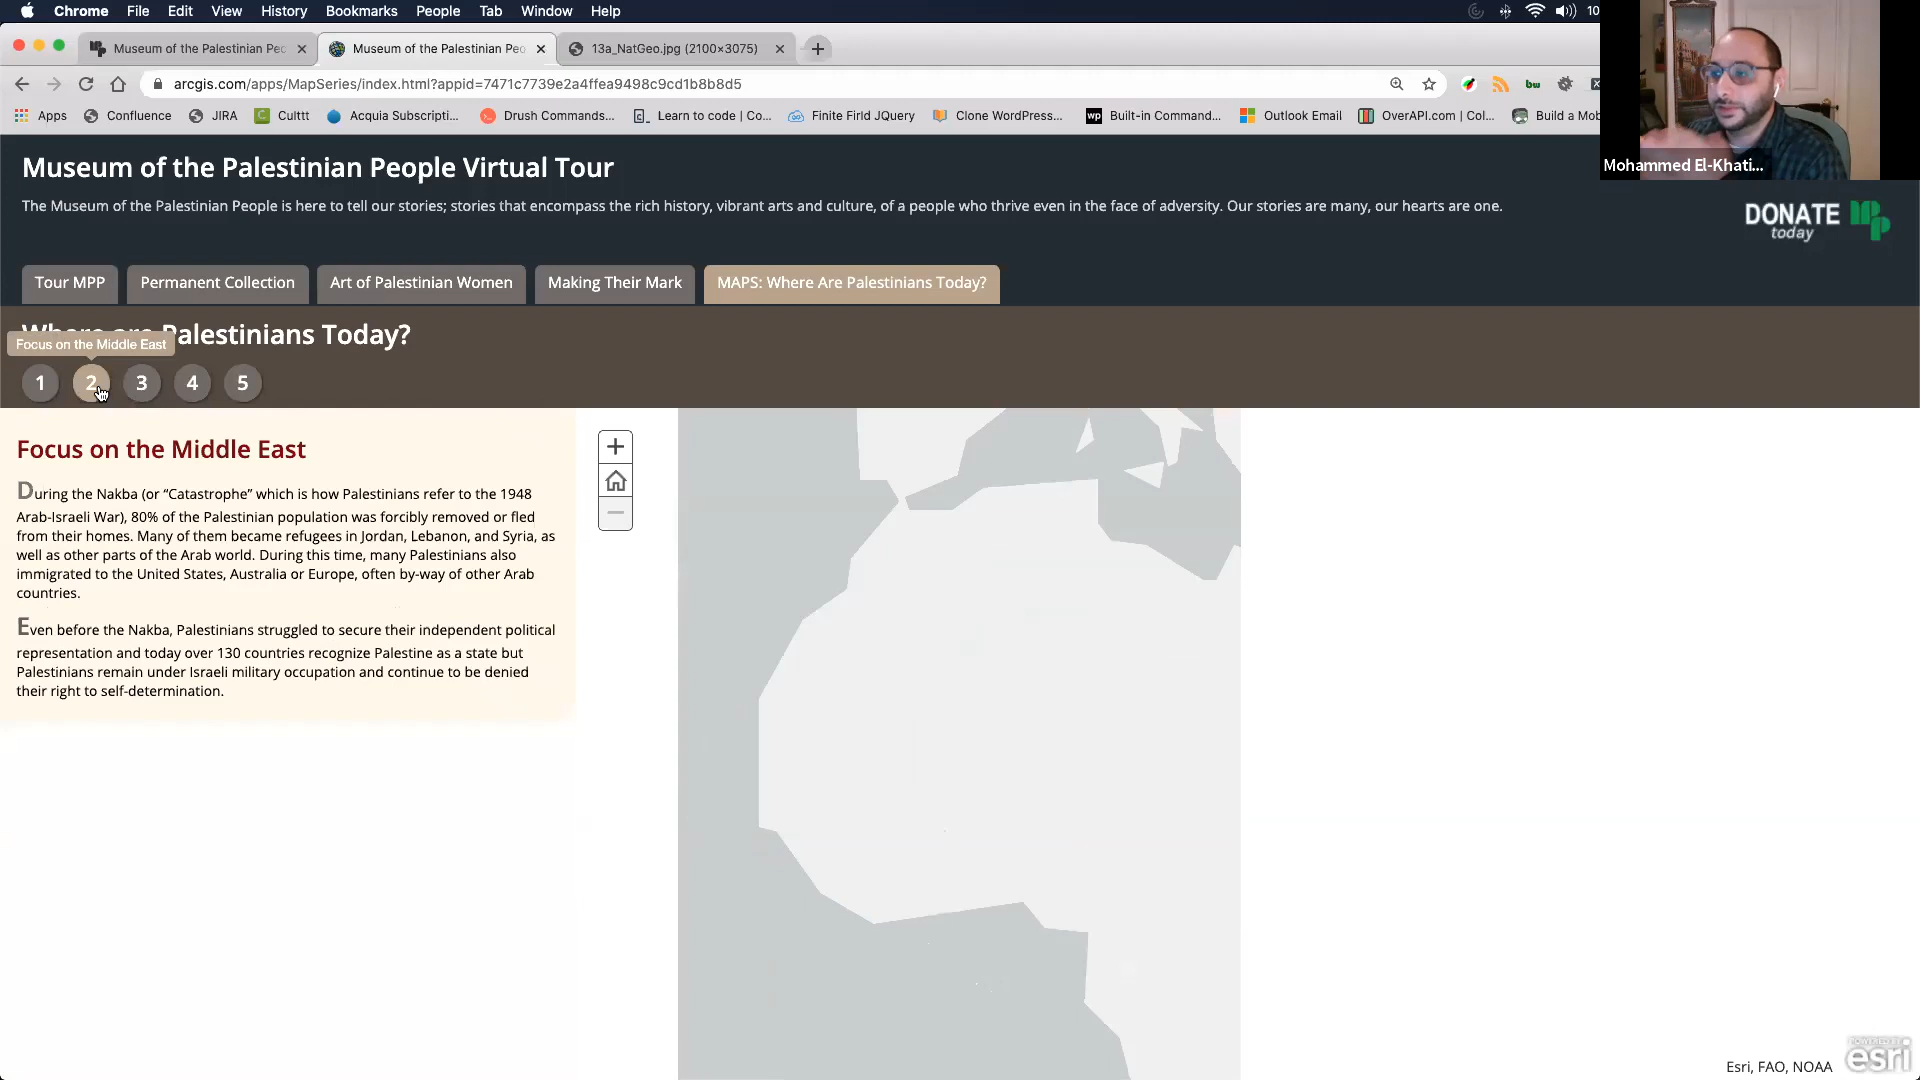 Chrome File Edit View History Bookmarks People Tab Window Help
10
Museum of the Palestinian Pec
Museum of the Palestinian Peo
13a_NatGeo.jpg (2100×3075)
arcgis.com/apps/MapSeries/index.html?appid=7471c7739e2a4ffea9498c9cd1b8b8d5
bw
Apps Confluence JIRA Culttt Acquia Subscripti... Drush Commands... Learn to code | Co... Finite Firld JQuery Clone WordPress... wp Built-in Command... Outlook Email OverAPI.com | Col... Build a Mob
Mohammed El-Khati...
Museum of the Palestinian People Virtual Tour
The Museum of the Palestinian People is here to tell our stories; stories that encompass the rich history, vibrant arts and culture, of a people who thrive even in the face of adversity. Our stories are many, our hearts are one.
DONATE
today
Tour MPP Permanent Collection Art of Palestinian Women Making Their Mark MAPS: Where Are Palestinians Today?
Where are Palestinians Today?
Focus on the Middle East
1 2 3 4 5
Focus on the Middle East
During the Nakba (or “Catastrophe” which is how Palestinians refer to the 1948
Arab-Israeli War), 80% of the Palestinian population was forcibly removed or fled
from their homes. Many of them became refugees in Jordan, Lebanon, and Syria, as
well as other parts of the Arab world. During this time, many Palestinians also
immigrated to the United States, Australia or Europe, often by-way of other Arab
countries.
Even before the Nakba, Palestinians struggled to secure their independent political
representation and today over 130 countries recognize Palestine as a state but
Palestinians remain under Israeli military occupation and continue to be denied
their right to self-determination.
Esri, FAO, NOAA
POWERED BY
esri